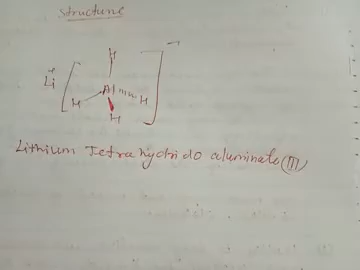 Structure
H
Li+ [ Al H ]−
H
H
Lithium Tetrahydrido aluminate (III)